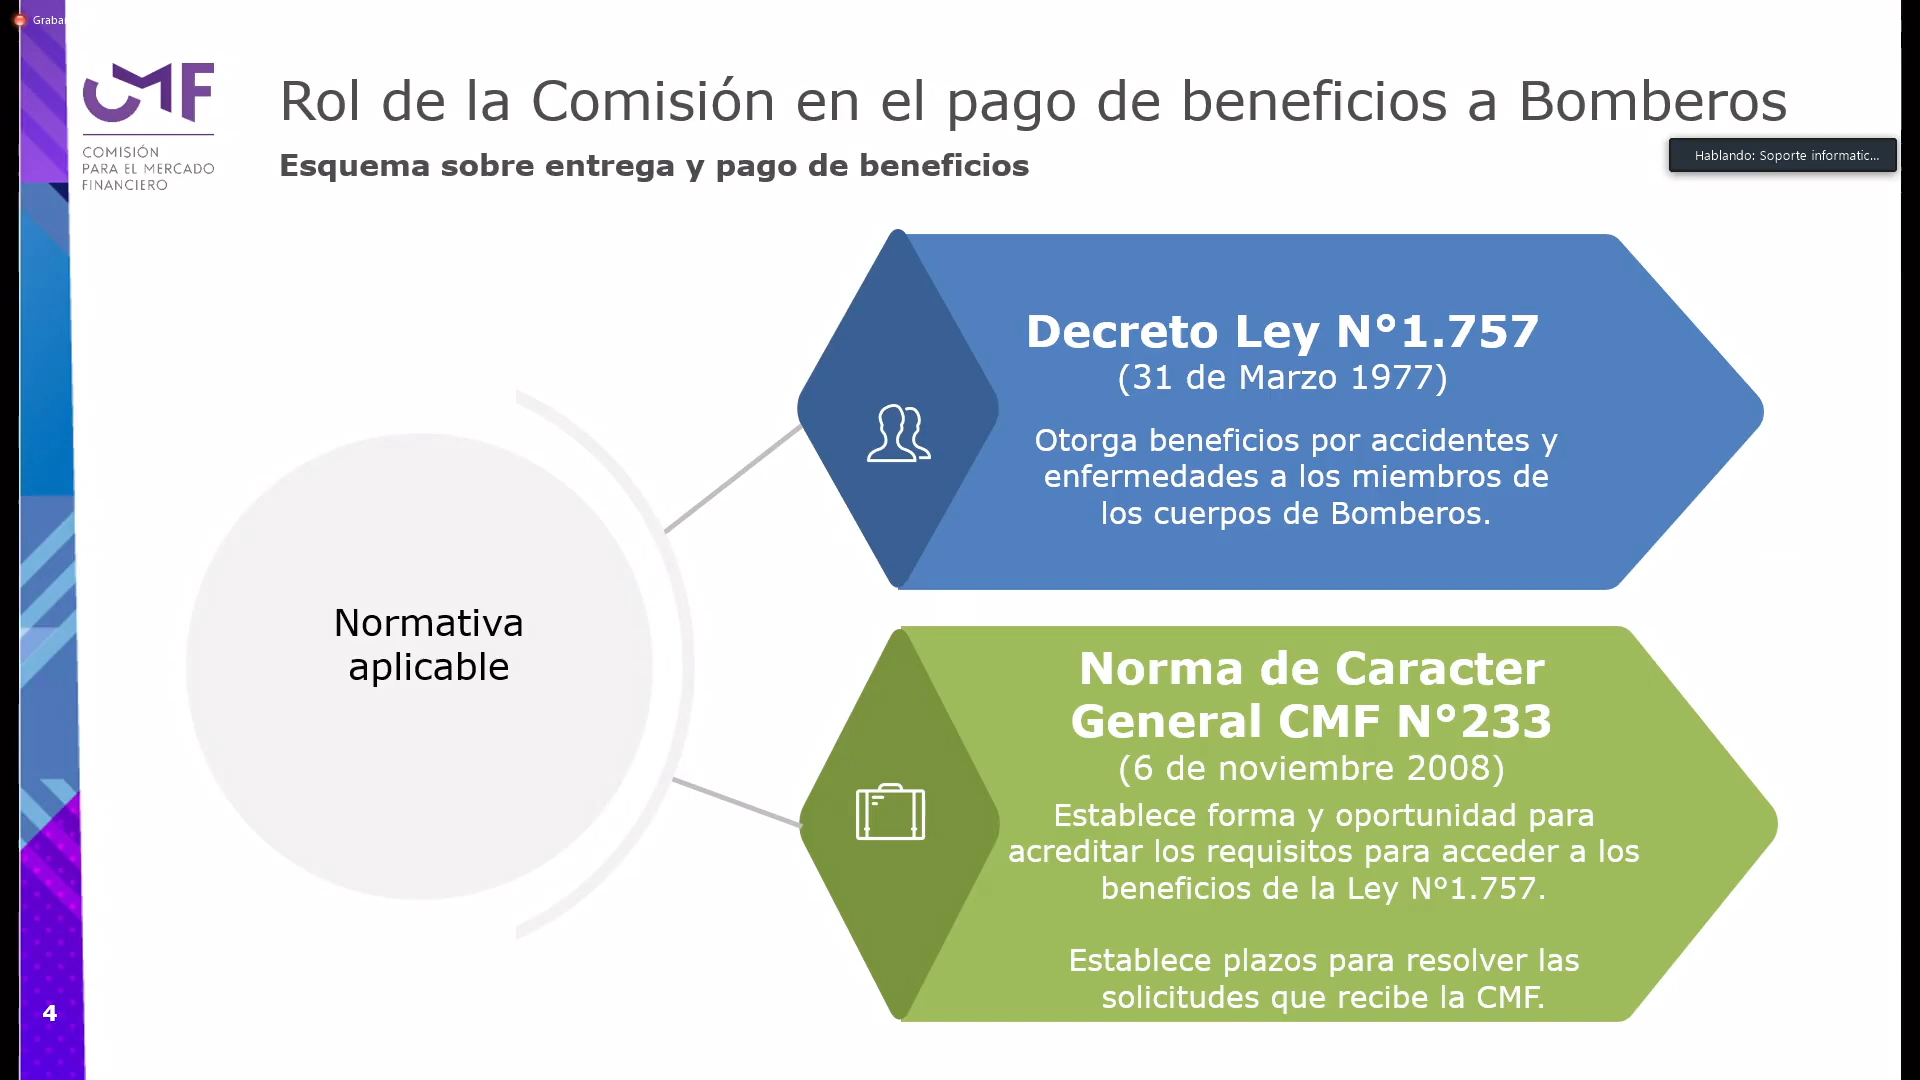 CMF
COMISIÓN
PARA EL MERCADO
FINANCIERO
Rol de la Comisión en el pago de beneficios a Bomberos
Esquema sobre entrega y pago de beneficios
Hablando: Soporte informatic...
Normativa
aplicable
Decreto Ley N°1.757
(31 de Marzo 1977)
Otorga beneficios por accidentes y
enfermedades a los miembros de
los cuerpos de Bomberos.
Norma de Caracter
General CMF N°233
(6 de noviembre 2008)
Establece forma y oportunidad para
acreditar los requisitos para acceder a los
beneficios de la Ley N°1.757.
Establece plazos para resolver las
solicitudes que recibe la CMF.
4